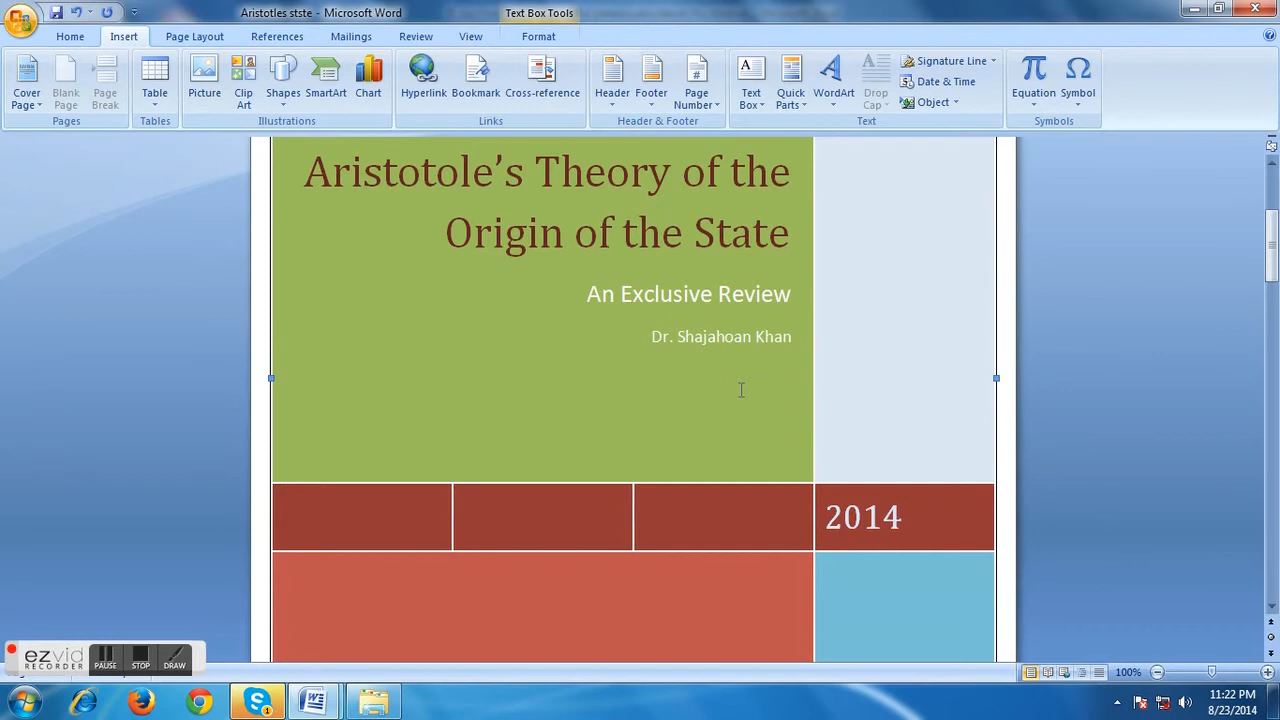 Aristotles stste - Microsoft Word
Text Box Tools
Home Insert Page Layout References Mailings Review View Format
Cover Page
Blank Page
Page Break
Table
Picture
Clip Art
Shapes
SmartArt
Chart
Hyperlink
Bookmark
Cross-reference
Header
Footer
Page Number
Text Box
Quick Parts
WordArt
Drop Cap
Signature Line
Date & Time
Object
Equation
Symbol
Pages Tables Illustrations Links Header & Footer Text Symbols
Aristotole's Theory of the
Origin of the State
An Exclusive Review
Dr. Shajahoan Khan
2014
ezvid
RECORDER
PAUSE STOP DRAW
100%
11:22 PM
8/23/2014